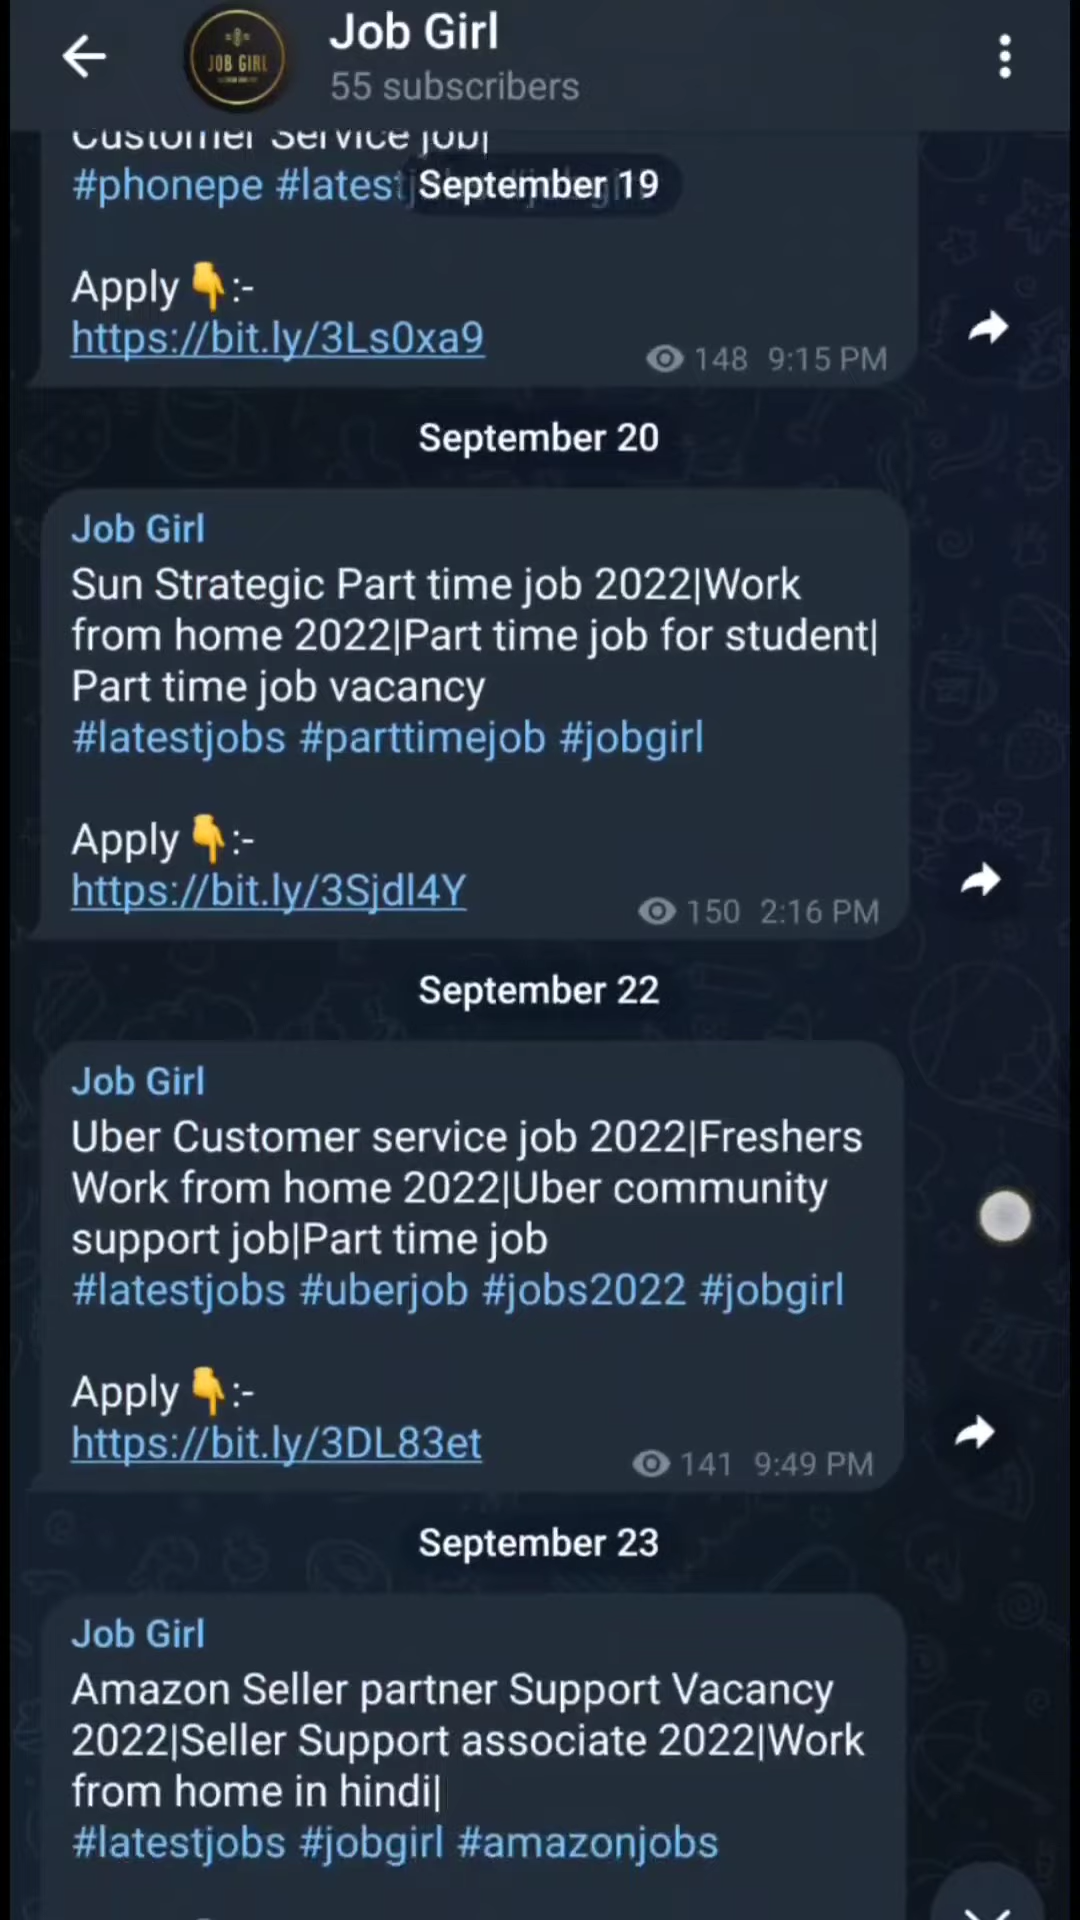 Job Girl
JOB GIRL
55 subscribers
Customer Service job|
#phonepe #latest
September 19
Apply 👇:-
https://bit.ly/3Ls0xa9
148 9:15 PM
September 20
Job Girl
Sun Strategic Part time job 2022|Work
from home 2022|Part time job for student|
Part time job vacancy
#latestjobs #parttimejob #jobgirl
Apply 👇:-
https://bit.ly/3Sjdl4Y
150 2:16 PM
September 22
Job Girl
Uber Customer service job 2022|Freshers
Work from home 2022|Uber community
support job|Part time job
#latestjobs #uberjob #jobs2022 #jobgirl
Apply 👇:-
https://bit.ly/3DL83et
141 9:49 PM
September 23
Job Girl
Amazon Seller partner Support Vacancy
2022|Seller Support associate 2022|Work
from home in hindi|
#latestjobs #jobgirl #amazonjobs